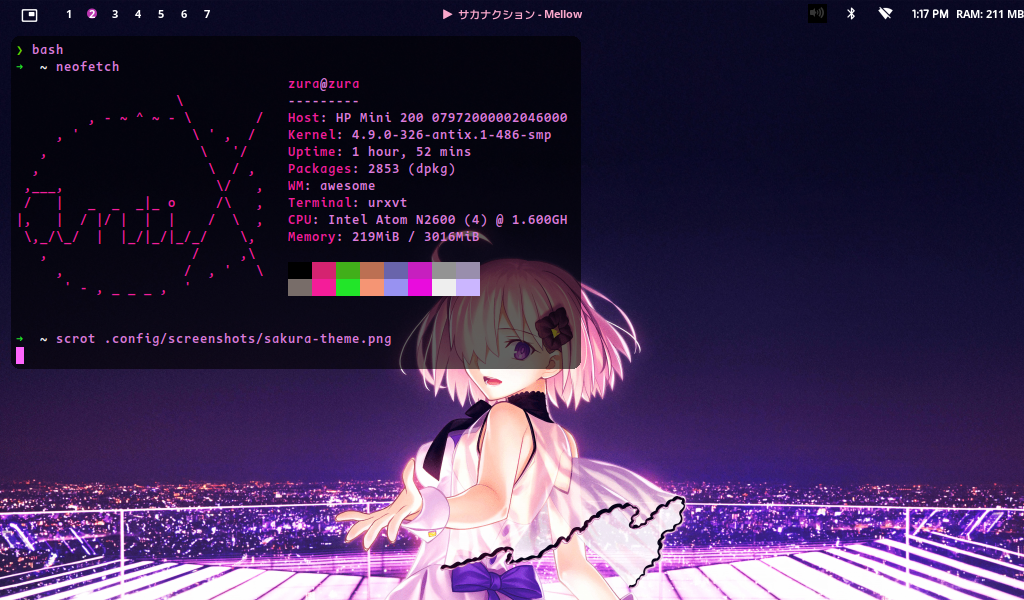 1 2 3 4 5 6 7
▶ サカナクション - Mellow
1:17 PM RAM: 211 MB
❯ bash
➜ ~ neofetch
zura@zura
---------
Host: HP Mini 200 07972000002046000
Kernel: 4.9.0-326-antix.1-486-smp
Uptime: 1 hour, 52 mins
Packages: 2853 (dpkg)
WM: awesome
Terminal: urxvt
CPU: Intel Atom N2600 (4) @ 1.600GH
Memory: 219MiB / 3016MiB
➜ ~ scrot .config/screenshots/sakura-theme.png